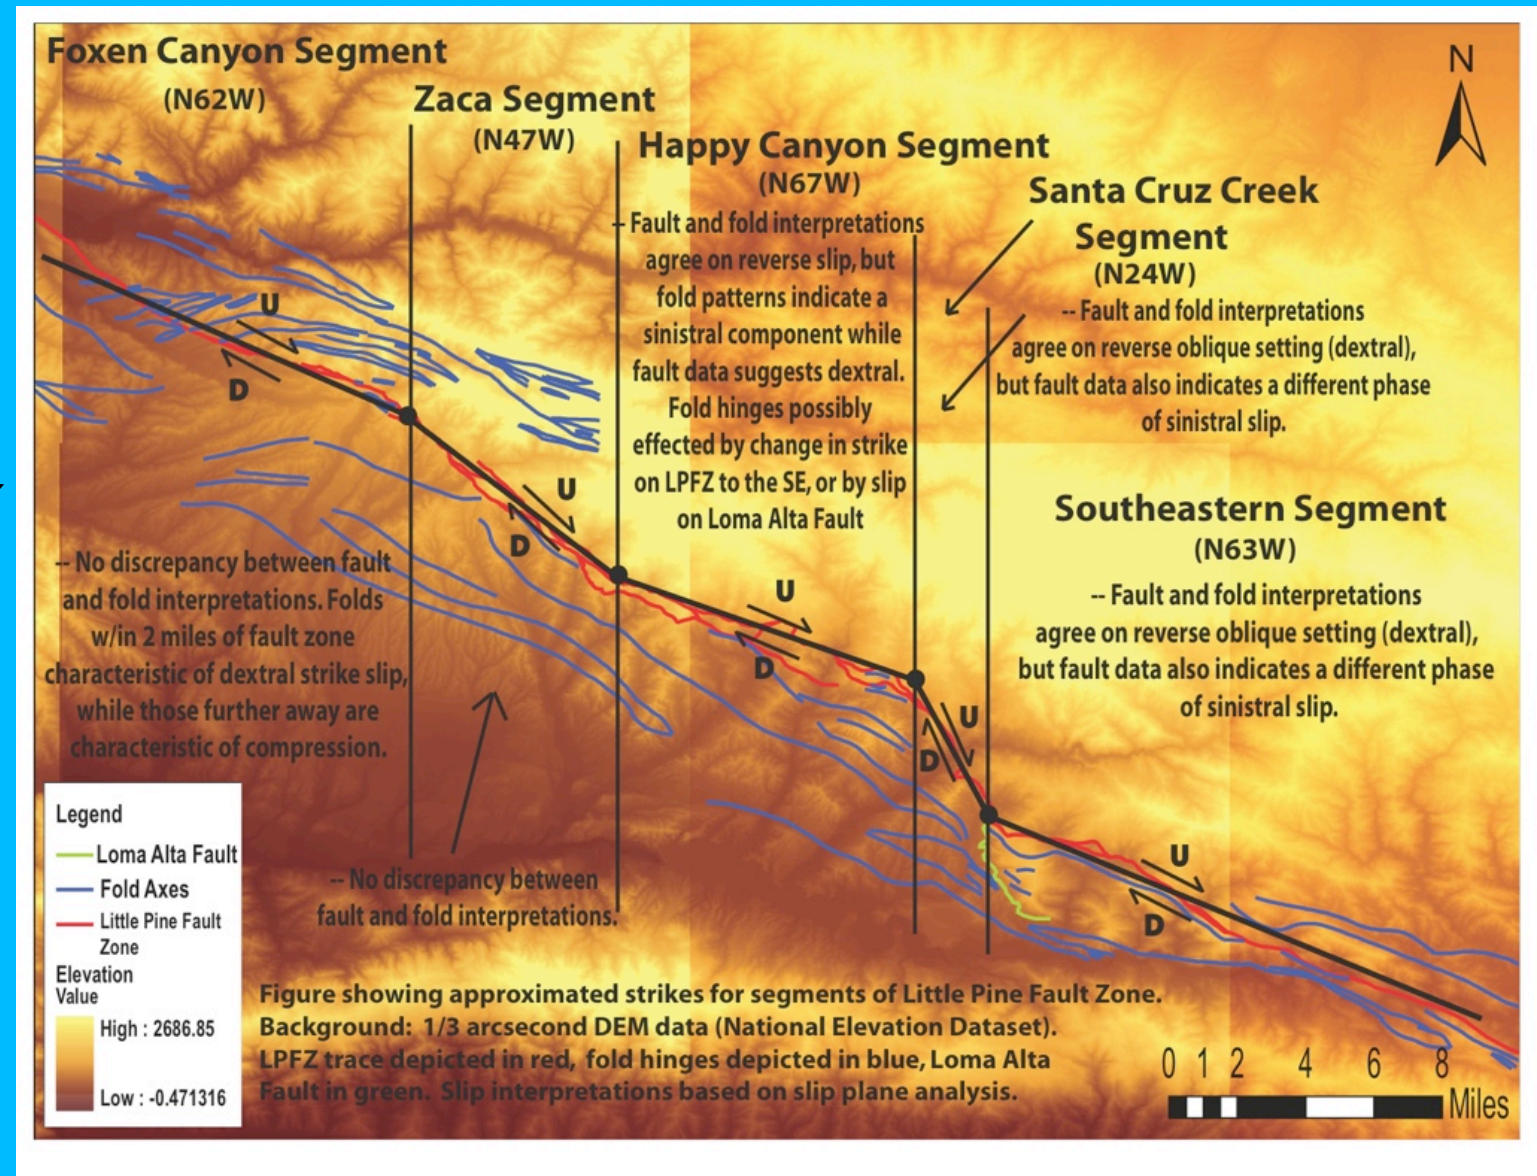 Foxen Canyon Segment
(N62W)
Zaca Segment
(N47W)
Happy Canyon Segment
(N67W)
-- Fault and fold interpretations
agree on reverse slip, but
fold patterns indicate a
sinistral component while
fault data suggests dextral.
Fold hinges possibly
effected by change in strike
on LPFZ to the SE, or by slip
on Loma Alta Fault
Santa Cruz Creek
Segment
(N24W)
-- Fault and fold interpretations
agree on reverse oblique setting (dextral),
but fault data also indicates a different phase
of sinistral slip.
N
Southeastern Segment
(N63W)
-- Fault and fold interpretations
agree on reverse oblique setting (dextral),
but fault data also indicates a different phase
of sinistral slip.
U
D
U
D
U
D
U
D
U
D
-- No discrepancy between fault
and fold interpretations. Folds
w/in 2 miles of fault zone
characteristic of dextral strike slip,
while those further away are
characteristic of compression.
-- No discrepancy between
fault and fold interpretations.
Legend
Loma Alta Fault
Fold Axes
Little Pine Fault
Zone
Elevation
Value
High : 2686.85
Low : -0.471316
Figure showing approximated strikes for segments of Little Pine Fault Zone.
Background: 1/3 arcsecond DEM data (National Elevation Dataset).
LPFZ trace depicted in red, fold hinges depicted in blue, Loma Alta
Fault in green. Slip interpretations based on slip plane analysis.
0 1 2 4 6 8
Miles